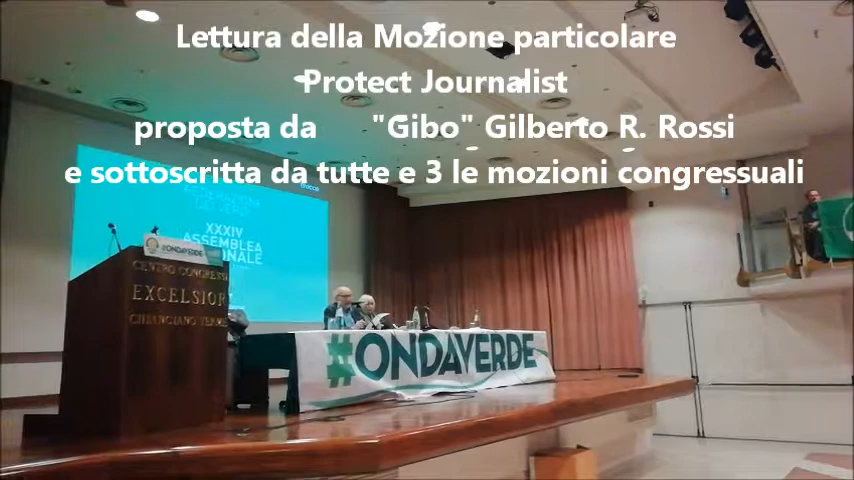 Lettura della Mozione particolare
Protect Journalist
proposta da "Gibo" Gilberto R. Rossi
e sottoscritta da tutte e 3 le mozioni congressuali
XXXIV
ASSEMBLEA
#ONDAVERDE
CENTRO CONGRESSI
EXCELSIOR
CHIANCIANO TERME
#ONDAVERDE